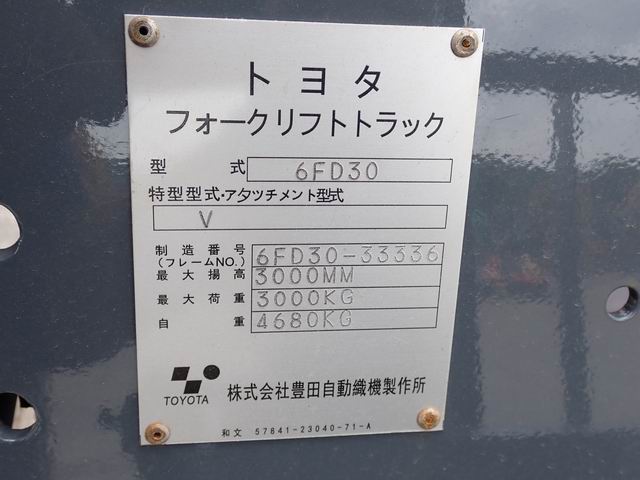 トヨタ
フォークリフトトラック
型式 6FD30
特型型式・アタツチメント型式
V
制造番号 6FD30-33336
(フレームNO.)
最大揚高 3000MM
最大荷重 3000KG
自重 4680KG
TOYOTA 株式会社豊田自動織機製作所
和文 57841-23040-71-A